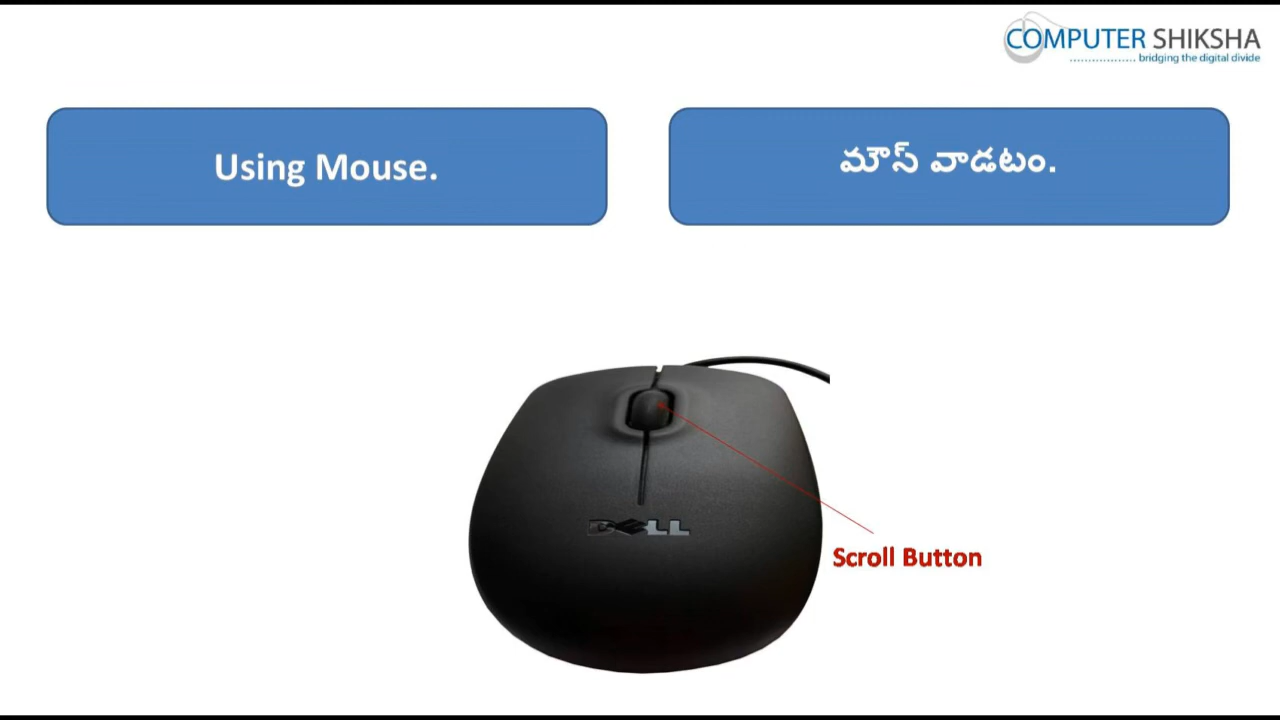 COMPUTER SHIKSHA
bridging the digital divide
Using Mouse.
మౌస్ వాడటం.
DELL
Scroll Button